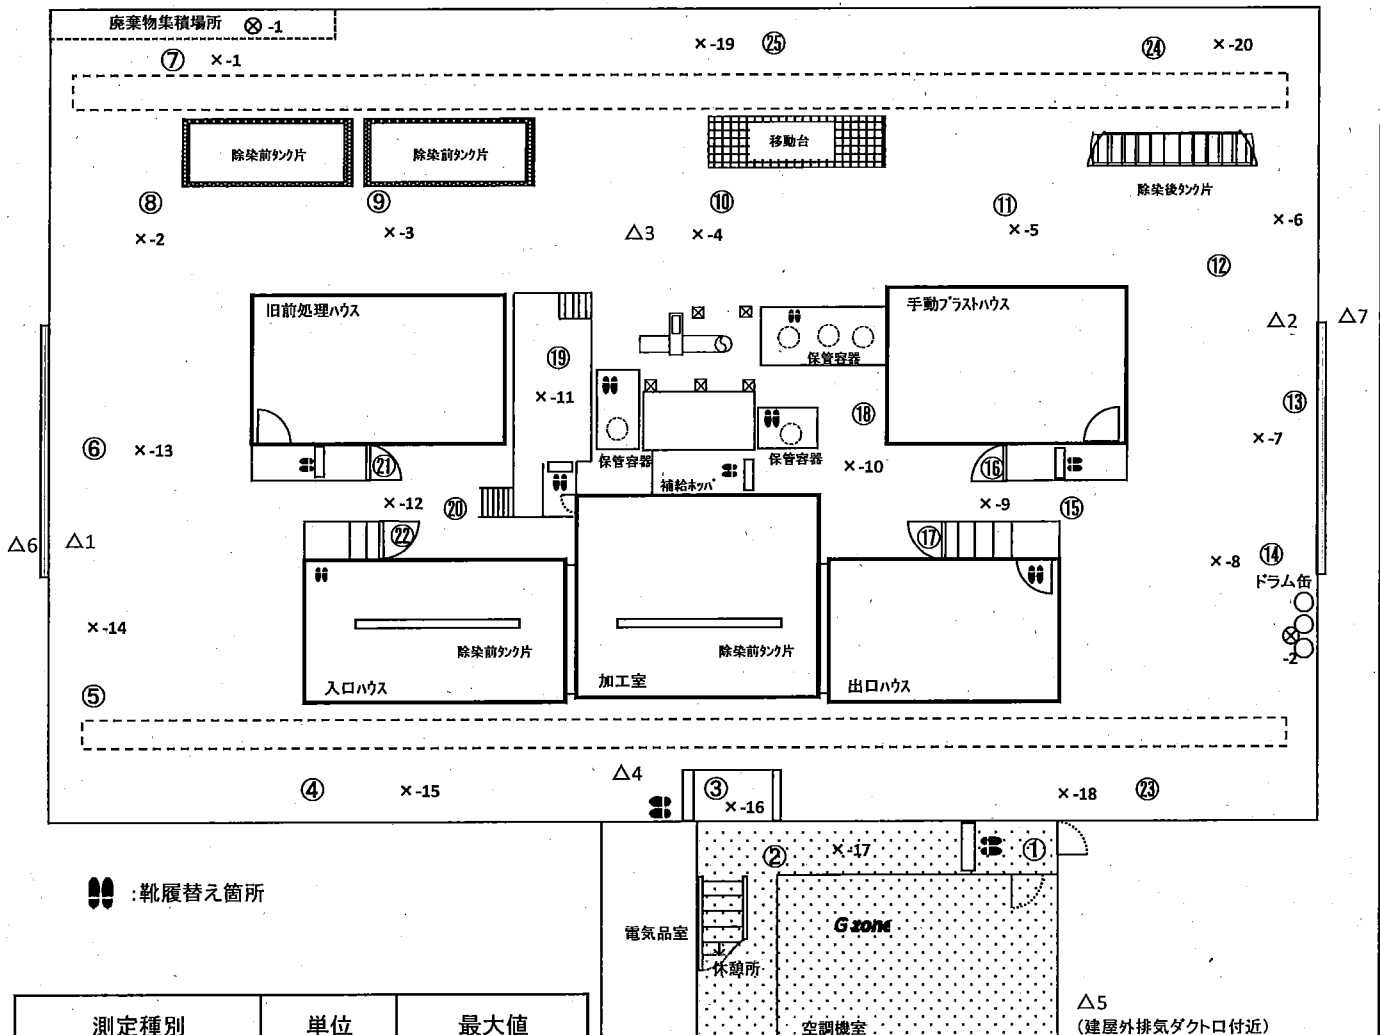 廃棄物集積場所 ⊗ -1
⑦ ×-1
×-19 ㉕
㉔ ×-20
除染前タンク片
除染前タンク片
移動台
除染後タンク片
⑧
×-2
⑨
×-3
△3
⑩
×-4
⑪
×-5
×-6
⑫
旧前処理ハウス
手動ブラストハウス
△2
△7
⑲
×-11
保管容器
⑱
⑬
×-7
⑥ ×-13
㉑
保管容器
保管容器
補給ホッパ
×-10
⑯
×-12 ⑳
×-9 ⑮
△6
△1
㉒
⑰
×-8 ⑭
ドラム缶
⊗
-2
×-14
除染前タンク片
入口ハウス
除染前タンク片
加工室
出口ハウス
⑤
④ ×-15
△4
③
×-16
×-18 ㉓
② ×-17
①
:靴履替え箇所
電気品室
休憩所
G zone
空調機室
△5
(建屋外排気ダクト口付近)
測定種別 単位 最大値